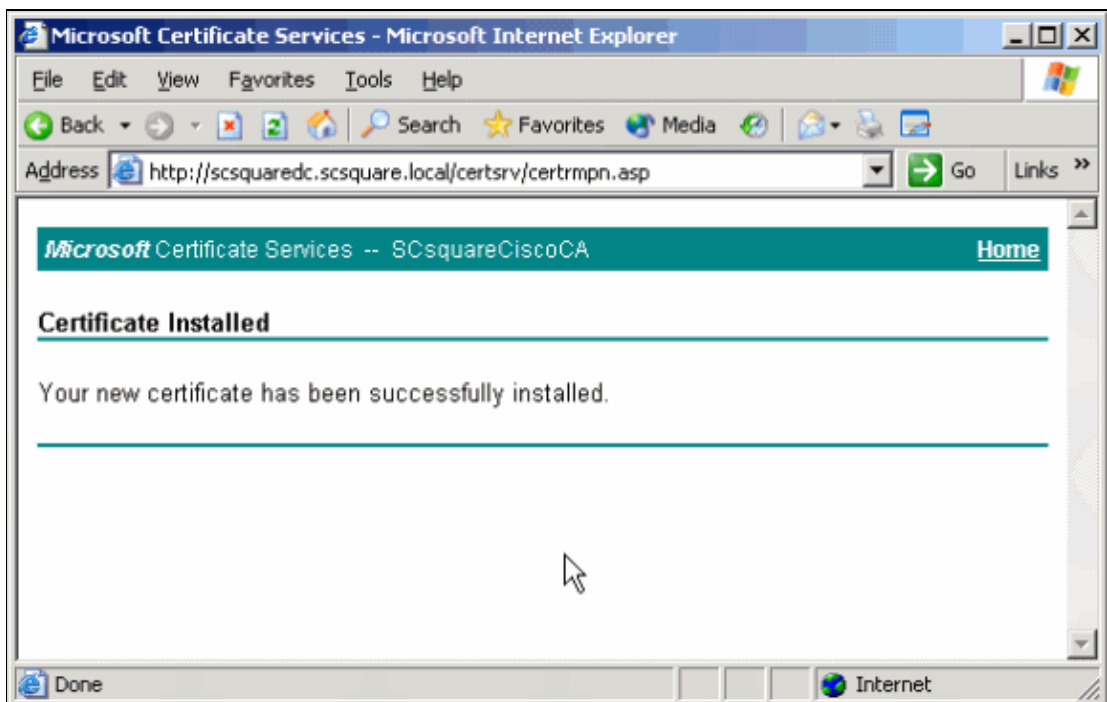 Microsoft Certificate Services - Microsoft Internet Explorer
File Edit View Favorites Tools Help
Back Search Favorites Media
Address http://scsquaredc.scsquare.local/certsrv/certrmpn.asp Go Links »
Microsoft Certificate Services -- SCsquareCiscoCA Home
Certificate Installed
Your new certificate has been successfully installed.
Done Internet